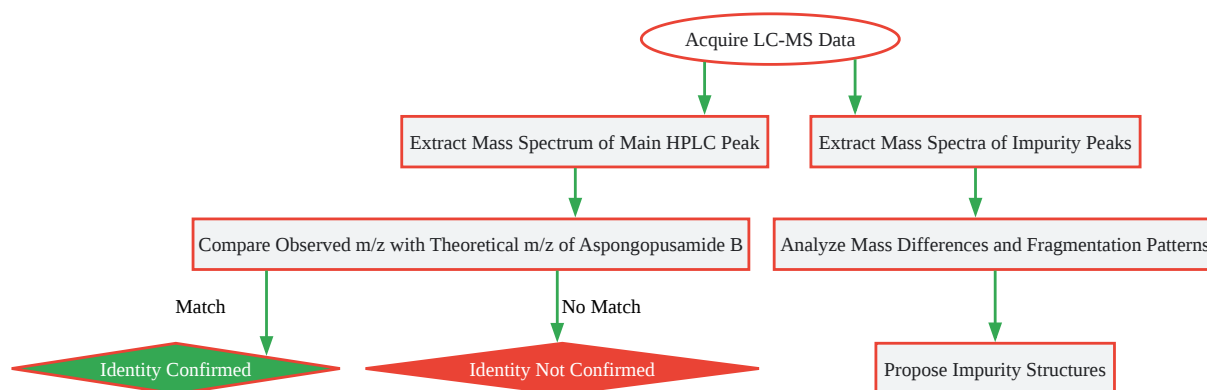 Acquire LC-MS Data
Extract Mass Spectrum of Main HPLC Peak
Extract Mass Spectra of Impurity Peaks
Compare Observed m/z with Theoretical m/z of Aspongopusamide B
Analyze Mass Differences and Fragmentation Patterns
Match
No Match
Identity Confirmed
Identity Not Confirmed
Propose Impurity Structures